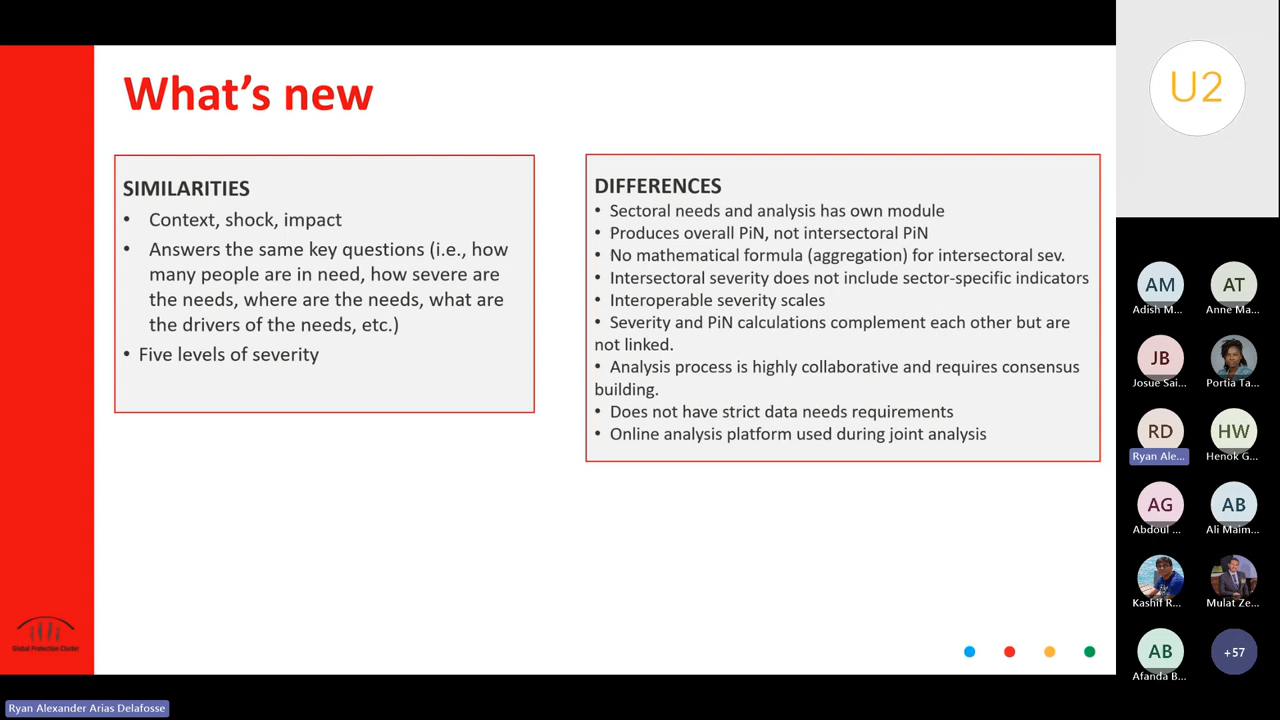 What's new
SIMILARITIES
• Context, shock, impact
• Answers the same key questions (i.e., how
many people are in need, how severe are
the needs, where are the needs, what are
the drivers of the needs, etc.)
• Five levels of severity
DIFFERENCES
• Sectoral needs and analysis has own module
• Produces overall PiN, not intersectoral PiN
• No mathematical formula (aggregation) for intersectoral sev.
• Intersectoral severity does not include sector-specific indicators
• Interoperable severity scales
• Severity and PiN calculations complement each other but are
not linked.
• Analysis process is highly collaborative and requires consensus
building.
• Does not have strict data needs requirements
• Online analysis platform used during joint analysis
Global Protection Cluster
U2
AM
Adish M...
AT
Anne Ma...
JB
Josue Sai...
Portia Ta...
RD
Ryan Ale...
HW
Henok G...
AG
Abdoul ...
AB
Ali Maim...
Kashif R...
Mulat Ze...
AB
Afanda B...
+57
Ryan Alexander Arias Delafosse